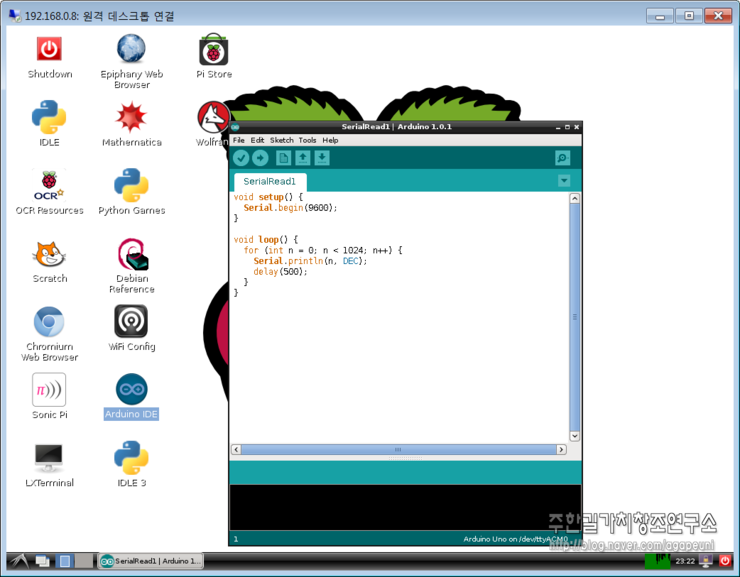 192.168.0.8: 원격 데스크톱 연결
Shutdown
Epiphany Web
Browser
Pi Store
IDLE
Mathematica
Wolfra
OCR
OCR Resources
Python Games
Scratch
Debian
Reference
Chromium
Web Browser
WiFi Config
π)))
Sonic Pi
Arduino IDE
LXTerminal
IDLE 3
SerialRead1 | Arduino 1.0.1
File Edit Sketch Tools Help
SerialRead1
void setup() {
  Serial.begin(9600);
}
void loop() {
  for (int n = 0; n < 1024; n++) {
    Serial.println(n, DEC);
    delay(500);
  }
}
1
Arduino Uno on /dev/ttyACM0
주한길가치창조연구소
http://blog.naver.com/agapeuni
SerialRead1 | Arduino 1...
23:22